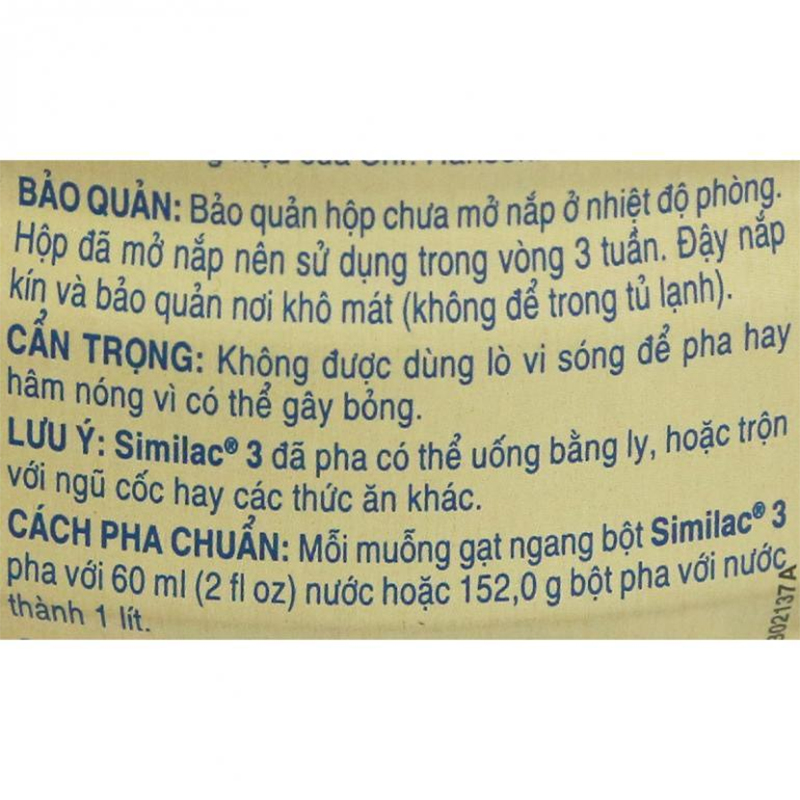 BẢO QUẢN: Bảo quản hộp chưa mở nắp ở nhiệt độ phòng.
Hộp đã mở nắp nên sử dụng trong vòng 3 tuần. Đậy nắp
kín và bảo quản nơi khô mát (không để trong tủ lạnh).
CẨN TRỌNG: Không được dùng lò vi sóng để pha hay
hâm nóng vì có thể gây bỏng.
LƯU Ý: Similac® 3 đã pha có thể uống bằng ly, hoặc trộn
với ngũ cốc hay các thức ăn khác.
CÁCH PHA CHUẨN: Mỗi muỗng gạt ngang bột Similac® 3
pha với 60 ml (2 fl oz) nước hoặc 152,0 g bột pha với nước
thành 1 lít.